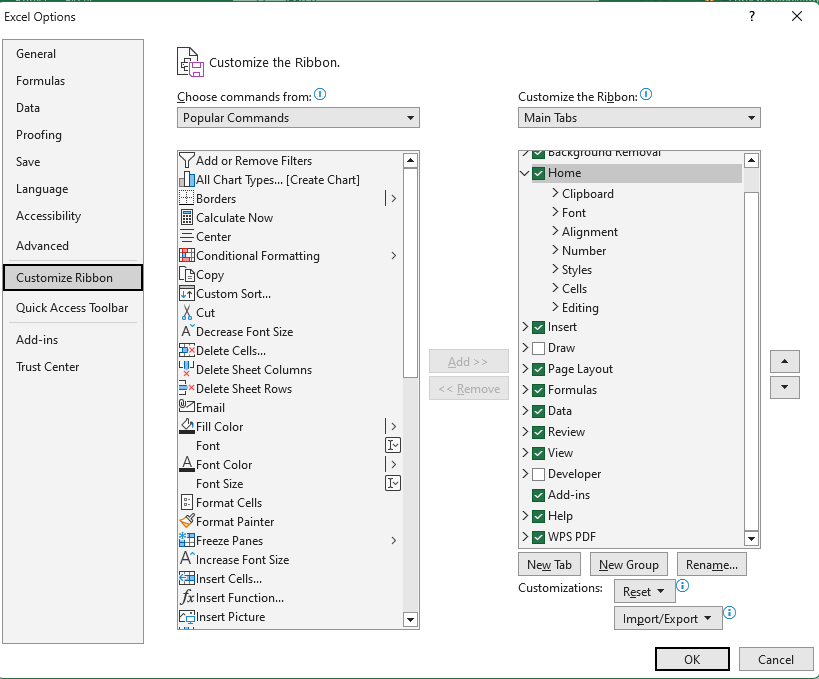 Excel Options
?
General
Formulas
Data
Proofing
Save
Language
Accessibility
Advanced
Customize Ribbon
Quick Access Toolbar
Add-ins
Trust Center
Customize the Ribbon.
Choose commands from:
Popular Commands
Add or Remove Filters
All Chart Types... [Create Chart]
Borders
Calculate Now
Center
Conditional Formatting
Copy
Custom Sort...
Cut
Decrease Font Size
Delete Cells...
Delete Sheet Columns
Delete Sheet Rows
Email
Fill Color
Font
Font Color
Font Size
Format Cells
Format Painter
Freeze Panes
Increase Font Size
Insert Cells...
Insert Function...
Insert Picture
Add >>
<< Remove
Customize the Ribbon:
Main Tabs
Background Removal
Home
Clipboard
Font
Alignment
Number
Styles
Cells
Editing
Insert
Draw
Page Layout
Formulas
Data
Review
View
Developer
Add-ins
Help
WPS PDF
New Tab
New Group
Rename...
Customizations:
Reset
Import/Export
OK
Cancel